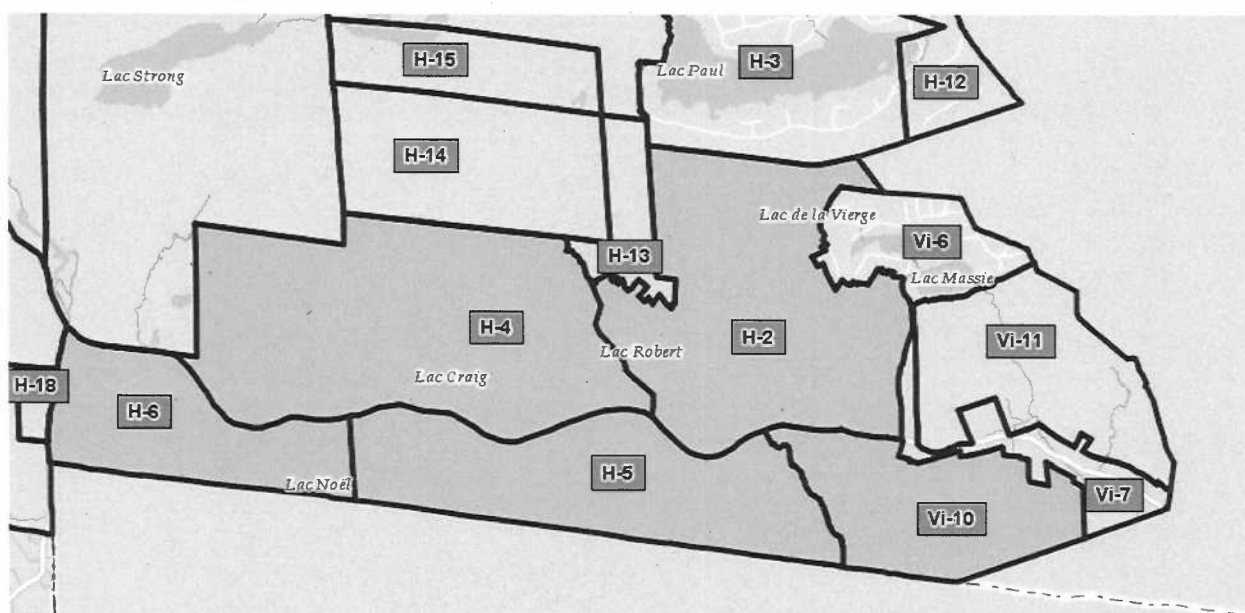 H-15
Lac Strong
Lac Paul
H-3
H-12
H-14
Lac de la Vierge
Vi-6
H-13
Lac Massie
H-4
H-2
Vi-11
Lac Robert
H-18
Lac Craig
H-6
H-5
Lac Noël
Vi-7
Vi-10